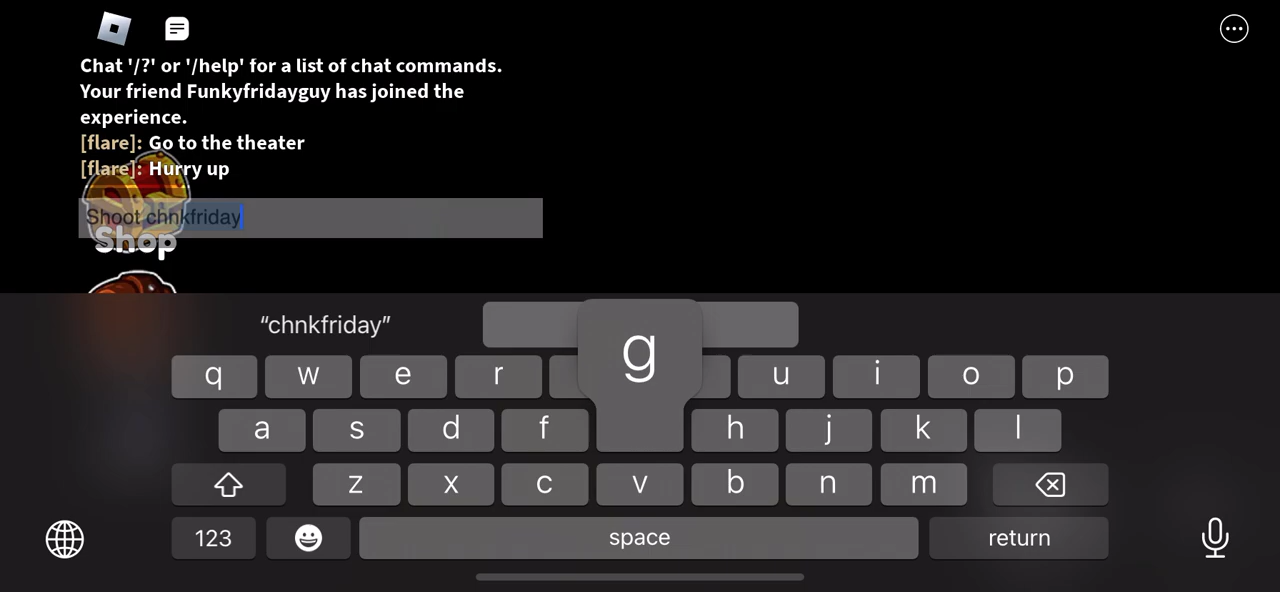 Chat '/?' or '/help' for a list of chat commands.
Your friend Funkyfridayguy has joined the
experience.
[flare]: Go to the theater
[flare]: Hurry up
Shoot chnkfriday
Shop
“chnkfriday”
g
q w e r u i o p
a s d f h j k l
z x c v b n m
123 space return